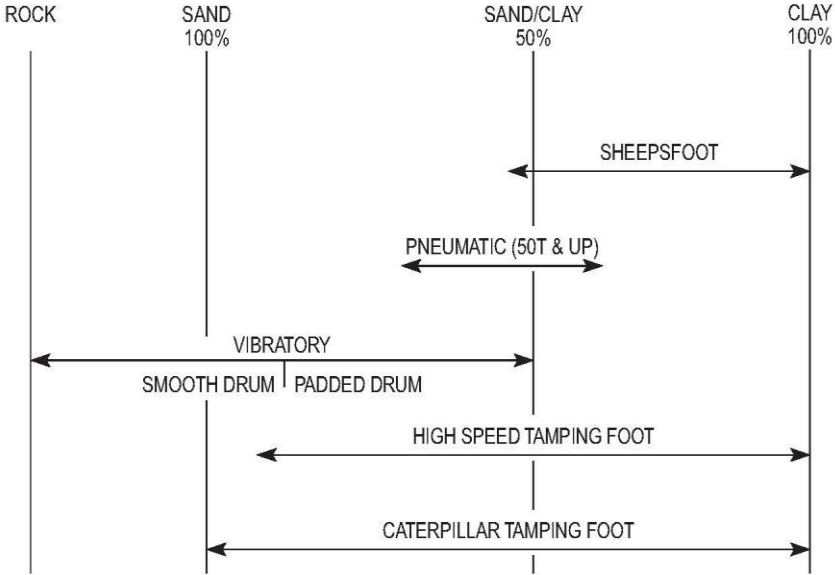 ROCK
SAND
100%
SAND/CLAY
50%
CLAY
100%
SHEEPSFOOT
PNEUMATIC (50T & UP)
VIBRATORY
SMOOTH DRUM
PADDED DRUM
HIGH SPEED TAMPING FOOT
CATERPILLAR TAMPING FOOT